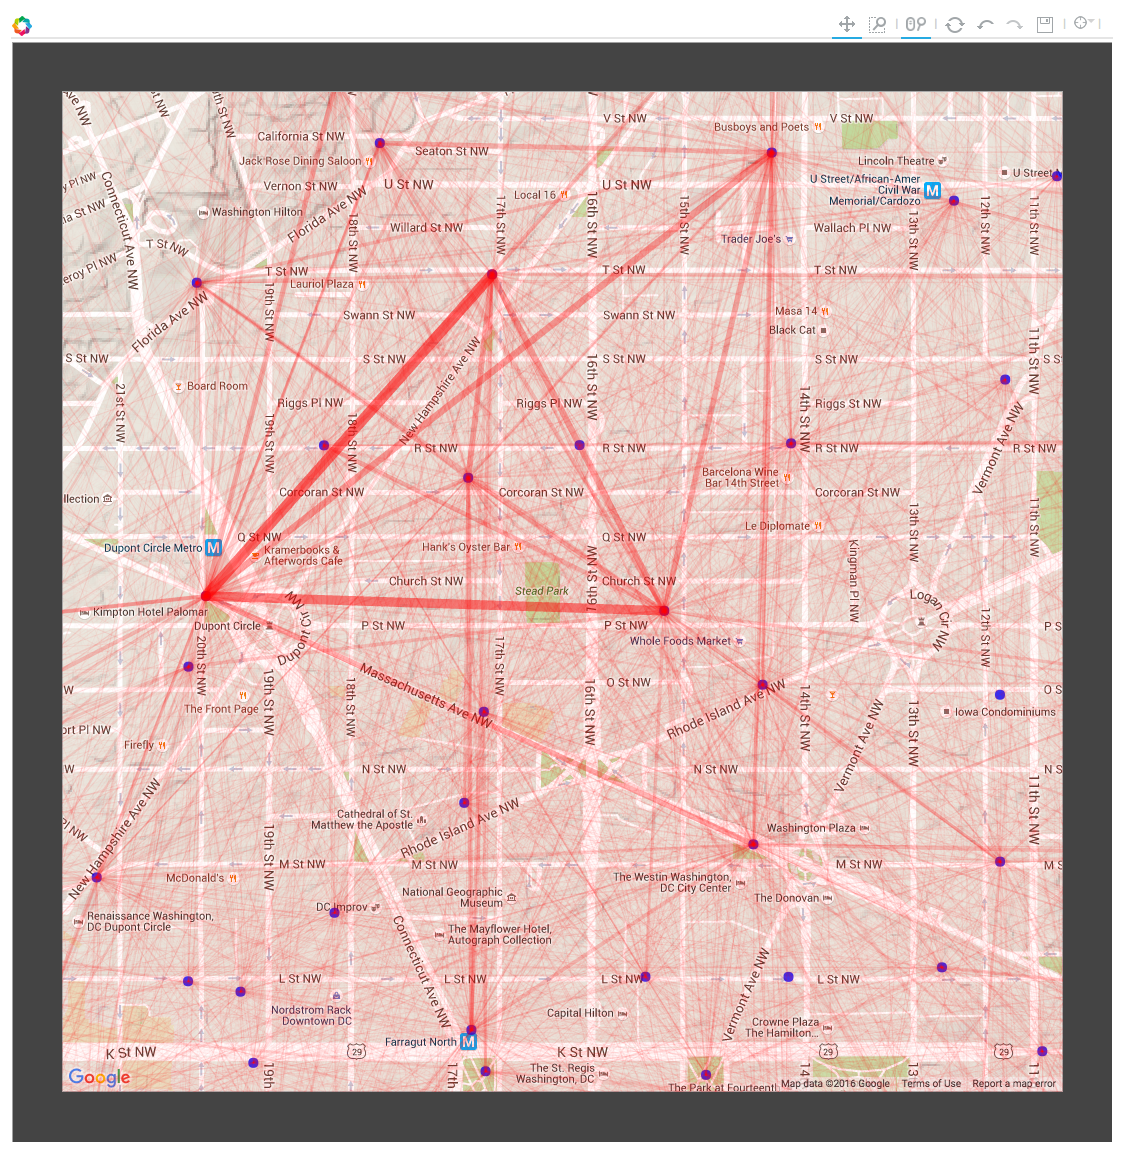 V St NW
V St NW
Busboys and Poets
California St NW
Seaton St NW
Jack Rose Dining Saloon
Lincoln Theatre
U Street/African-Amer
Civil War
Memorial/Cardozo
M
U Street
Vernon St NW
U St NW
U St NW
Local 16
17th St NW
16th St NW
15th St NW
13th St NW
12th St NW
11th St NW
Connecticut Ave NW
Washington Hilton
Florida Ave NW
18th St NW
Willard St NW
Wallach Pl NW
Trader Joe's
T St NW
T St NW
T St NW
T St NW
eroy Pl NW
Lauriol Plaza
19th St NW
Florida Ave NW
Swann St NW
Swann St NW
Masa 14
Black Cat
11th St NW
New Hampshire Ave NW
S St NW
S St NW
S St NW
S St NW
S S
16th St NW
Board Room
21st St NW
Riggs Pl NW
Riggs Pl NW
Riggs St NW
14th St NW
Vermont Ave NW
19th St NW
18th St NW
R St NW
R St NW
R St NW
R St NW
Barcelona Wine
Bar 14th Street
llection
Corcoran St NW
Corcoran St NW
Corcoran St NW
13th St NW
11th St NW
Le Diplomate
Q St NW
Q St NW
Dupont Circle Metro
M
Kramerbooks &
Afterwords Cafe
Hank's Oyster Bar
Kingman Pl NW
Church St NW
Church St NW
Stead Park
16th St NW
Logan Cir NW
Kimpton Hotel Palomar
Dupont Circle
Dupont Cir NW
P St NW
P St NW
P S
12th St NW
Whole Foods Market
20th St NW
17th St NW
Massachusetts Ave NW
19th St NW
18th St NW
16th St NW
O St NW
O S
W
Rhode Island Ave NW
14th St NW
13th St NW
The Front Page
Iowa Condominiums
ort Pl NW
Firefly
Vermont Ave NW
W
N St NW
N St NW
N S
11th St NW
New Hampshire Ave NW
Cathedral of St.
Matthew the Apostle
Rhode Island Ave NW
Pl NW
19th St NW
Washington Plaza
M St NW
M St NW
M St NW
M S
McDonald's
The Westin Washington,
DC City Center
National Geographic
Museum
The Donovan
DC Improv
Renaissance Washington,
DC Dupont Circle
The Mayflower Hotel,
Autograph Collection
Connecticut Ave NW
Vermont Ave NW
L St NW
L St NW
L St NW
L St NW
Nordstrom Rack
Downtown DC
Capital Hilton
Crowne Plaza
The Hamilton...
Farragut North
M
K St NW
29
K St NW
29
29
The St. Regis
Washington, DC
19th
17th
14
13
11
Google
The Park at Fourteenth
Map data ©2016 Google
Terms of Use
Report a map error